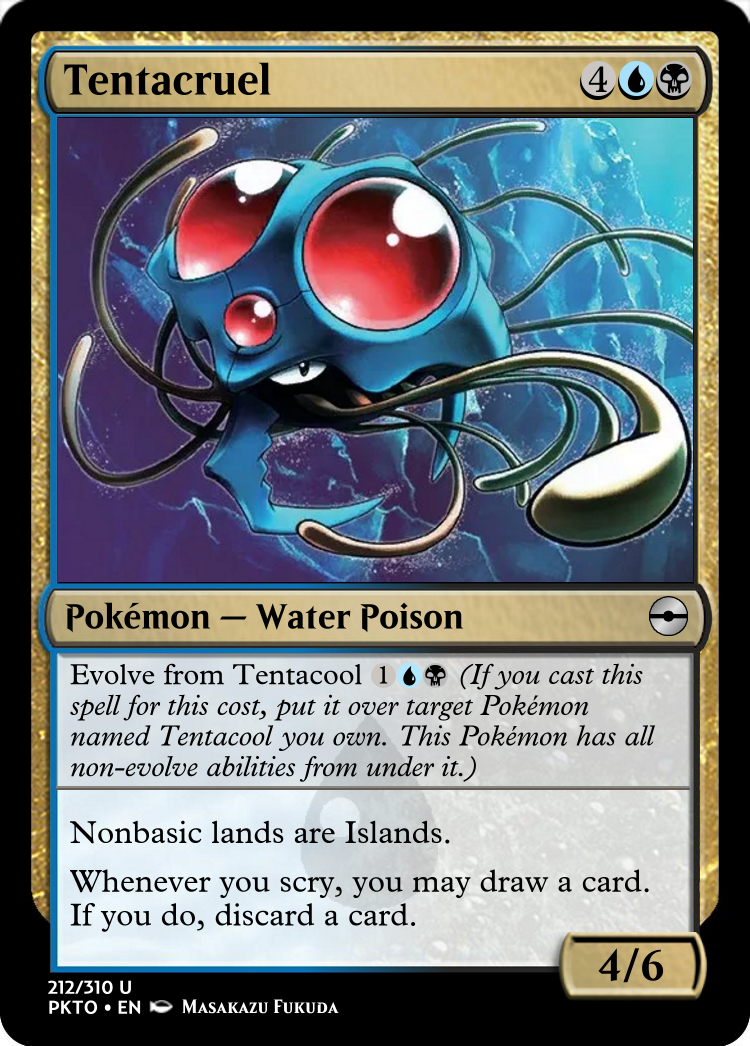 Tentacruel 4
Pokémon — Water Poison
Evolve from Tentacool 1 (If you cast this
spell for this cost, put it over target Pokémon
named Tentacool you own. This Pokémon has all
non-evolve abilities from under it.)
Nonbasic lands are Islands.
Whenever you scry, you may draw a card.
If you do, discard a card.
4/6
212/310 U
PKTO • EN Masakazu Fukuda